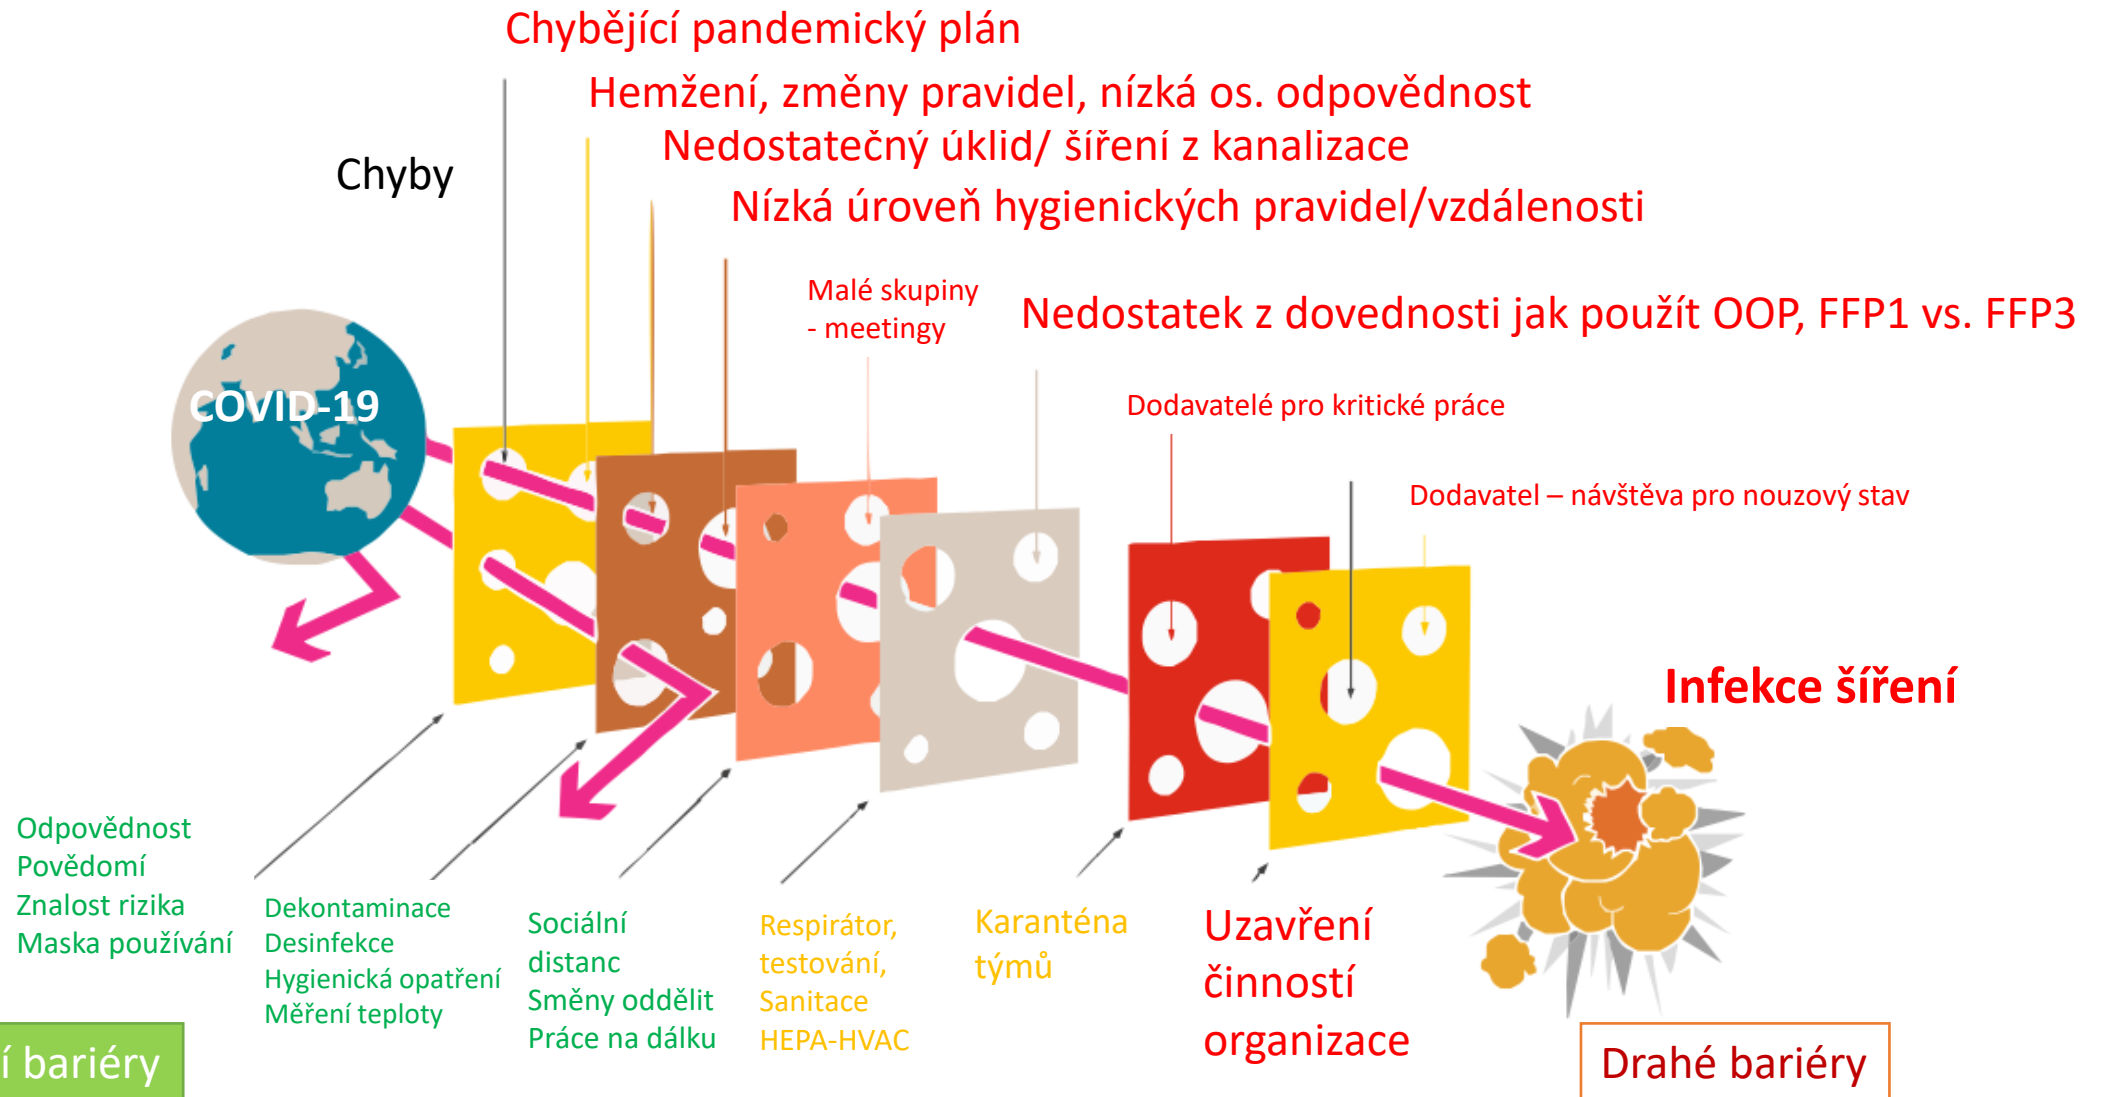 Chybějící pandemický plán
Hemžení, změny pravidel, nízká os. odpovědnost
Nedostatečný úklid/ šíření z kanalizace
Chyby
Nízká úroveň hygienických pravidel/vzdálenosti
Malé skupiny
- meetingy
Nedostatek z dovednosti jak použít OOP, FFP1 vs. FFP3
COVID-19
Dodavatelé pro kritické práce
Dodavatel – návštěva pro nouzový stav
Infekce šíření
Odpovědnost
Povědomí
Znalost rizika
Maska používání
Dekontaminace
Desinfekce
Hygienická opatření
Měření teploty
Sociální
distanc
Směny oddělit
Práce na dálku
Respirátor,
testování,
Sanitace
HEPA-HVAC
Karanténa
týmů
Uzavření
činností
organizace
í bariéry
Drahé bariéry